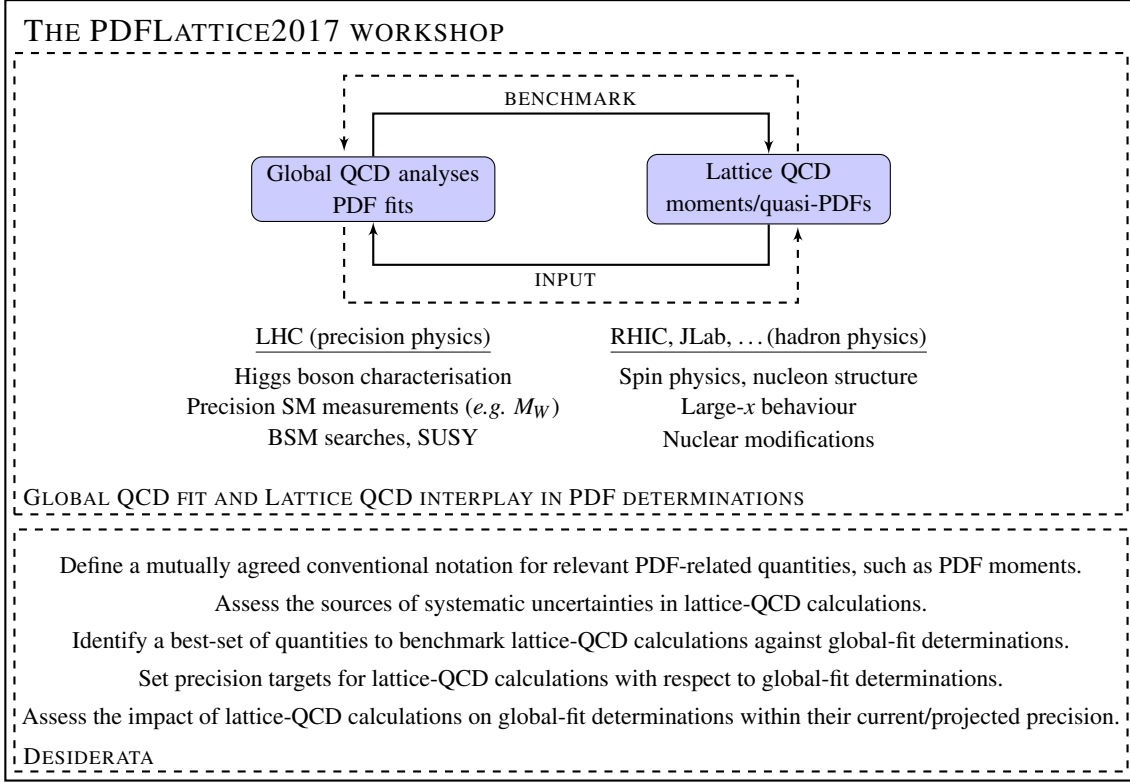 THE PDFLATTICE2017 WORKSHOP
BENCHMARK
Global QCD analyses
PDF fits
Lattice QCD
moments/quasi-PDFs
INPUT
LHC (precision physics)
Higgs boson characterisation
Precision SM measurements (e.g. M_W)
BSM searches, SUSY
RHIC, JLab, ... (hadron physics)
Spin physics, nucleon structure
Large-x behaviour
Nuclear modifications
GLOBAL QCD FIT AND LATTICE QCD INTERPLAY IN PDF DETERMINATIONS
Define a mutually agreed conventional notation for relevant PDF-related quantities, such as PDF moments.
Assess the sources of systematic uncertainties in lattice-QCD calculations.
Identify a best-set of quantities to benchmark lattice-QCD calculations against global-fit determinations.
Set precision targets for lattice-QCD calculations with respect to global-fit determinations.
Assess the impact of lattice-QCD calculations on global-fit determinations within their current/projected precision.
DESIDERATA